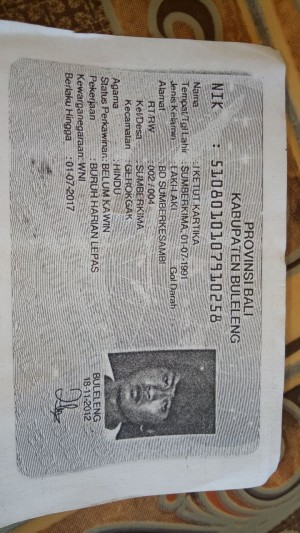 PROVINSI BALI
KABUPATEN BULELENG
NIK : 5106010107910258
Nama : I KETUT KARTIKA
Tempat/Tgl Lahir : SUMBERKIMA, 01-07-1991
Jenis Kelamin : LAKI-LAKI Gol Darah :
Alamat : BD SUMBERKESAMBI
RT/RW : 002 / 004
Kel/Desa : SUMBERKIMA
Kecamatan : GEROKGAK
Agama : HINDU
Status Perkawinan: BELUM KAWIN
Pekerjaan : BURUH HARIAN LEPAS
Kewarganegaraan: WNI
Berlaku Hingga : 01-07-2017
BULELENG
18-11-2012